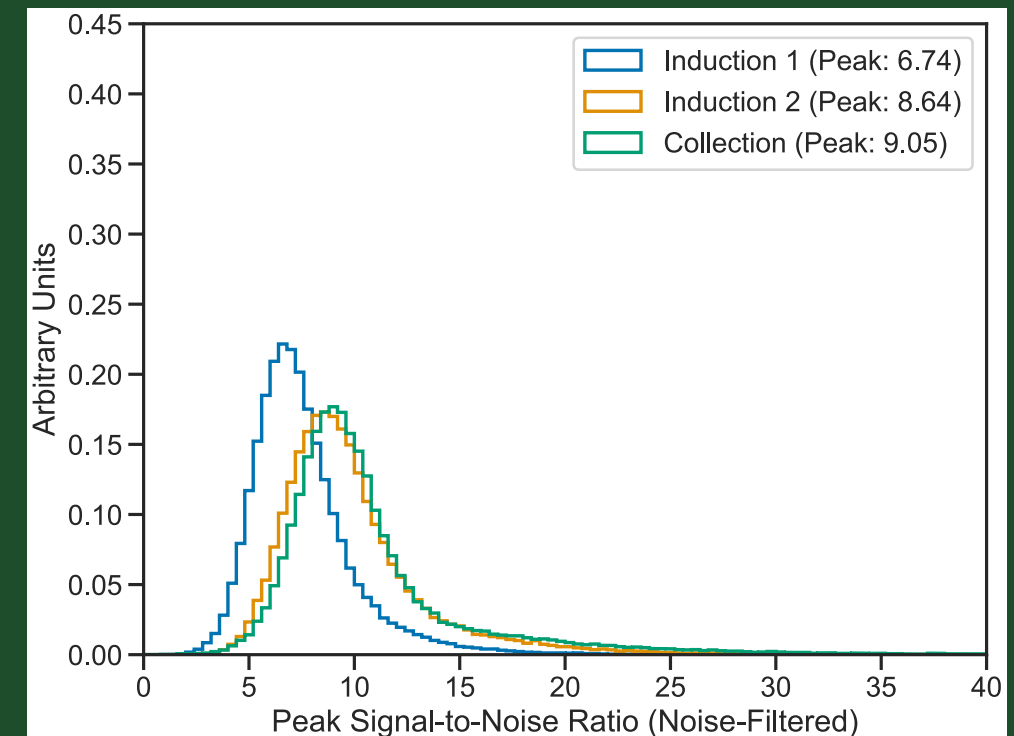 0.45
0.40
0.35
0.30
0.25
0.20
0.15
0.10
0.05
0.00
Arbitrary Units
Induction 1 (Peak: 6.74)
Induction 2 (Peak: 8.64)
Collection (Peak: 9.05)
0 5 10 15 20 25 30 35 40
Peak Signal-to-Noise Ratio (Noise-Filtered)